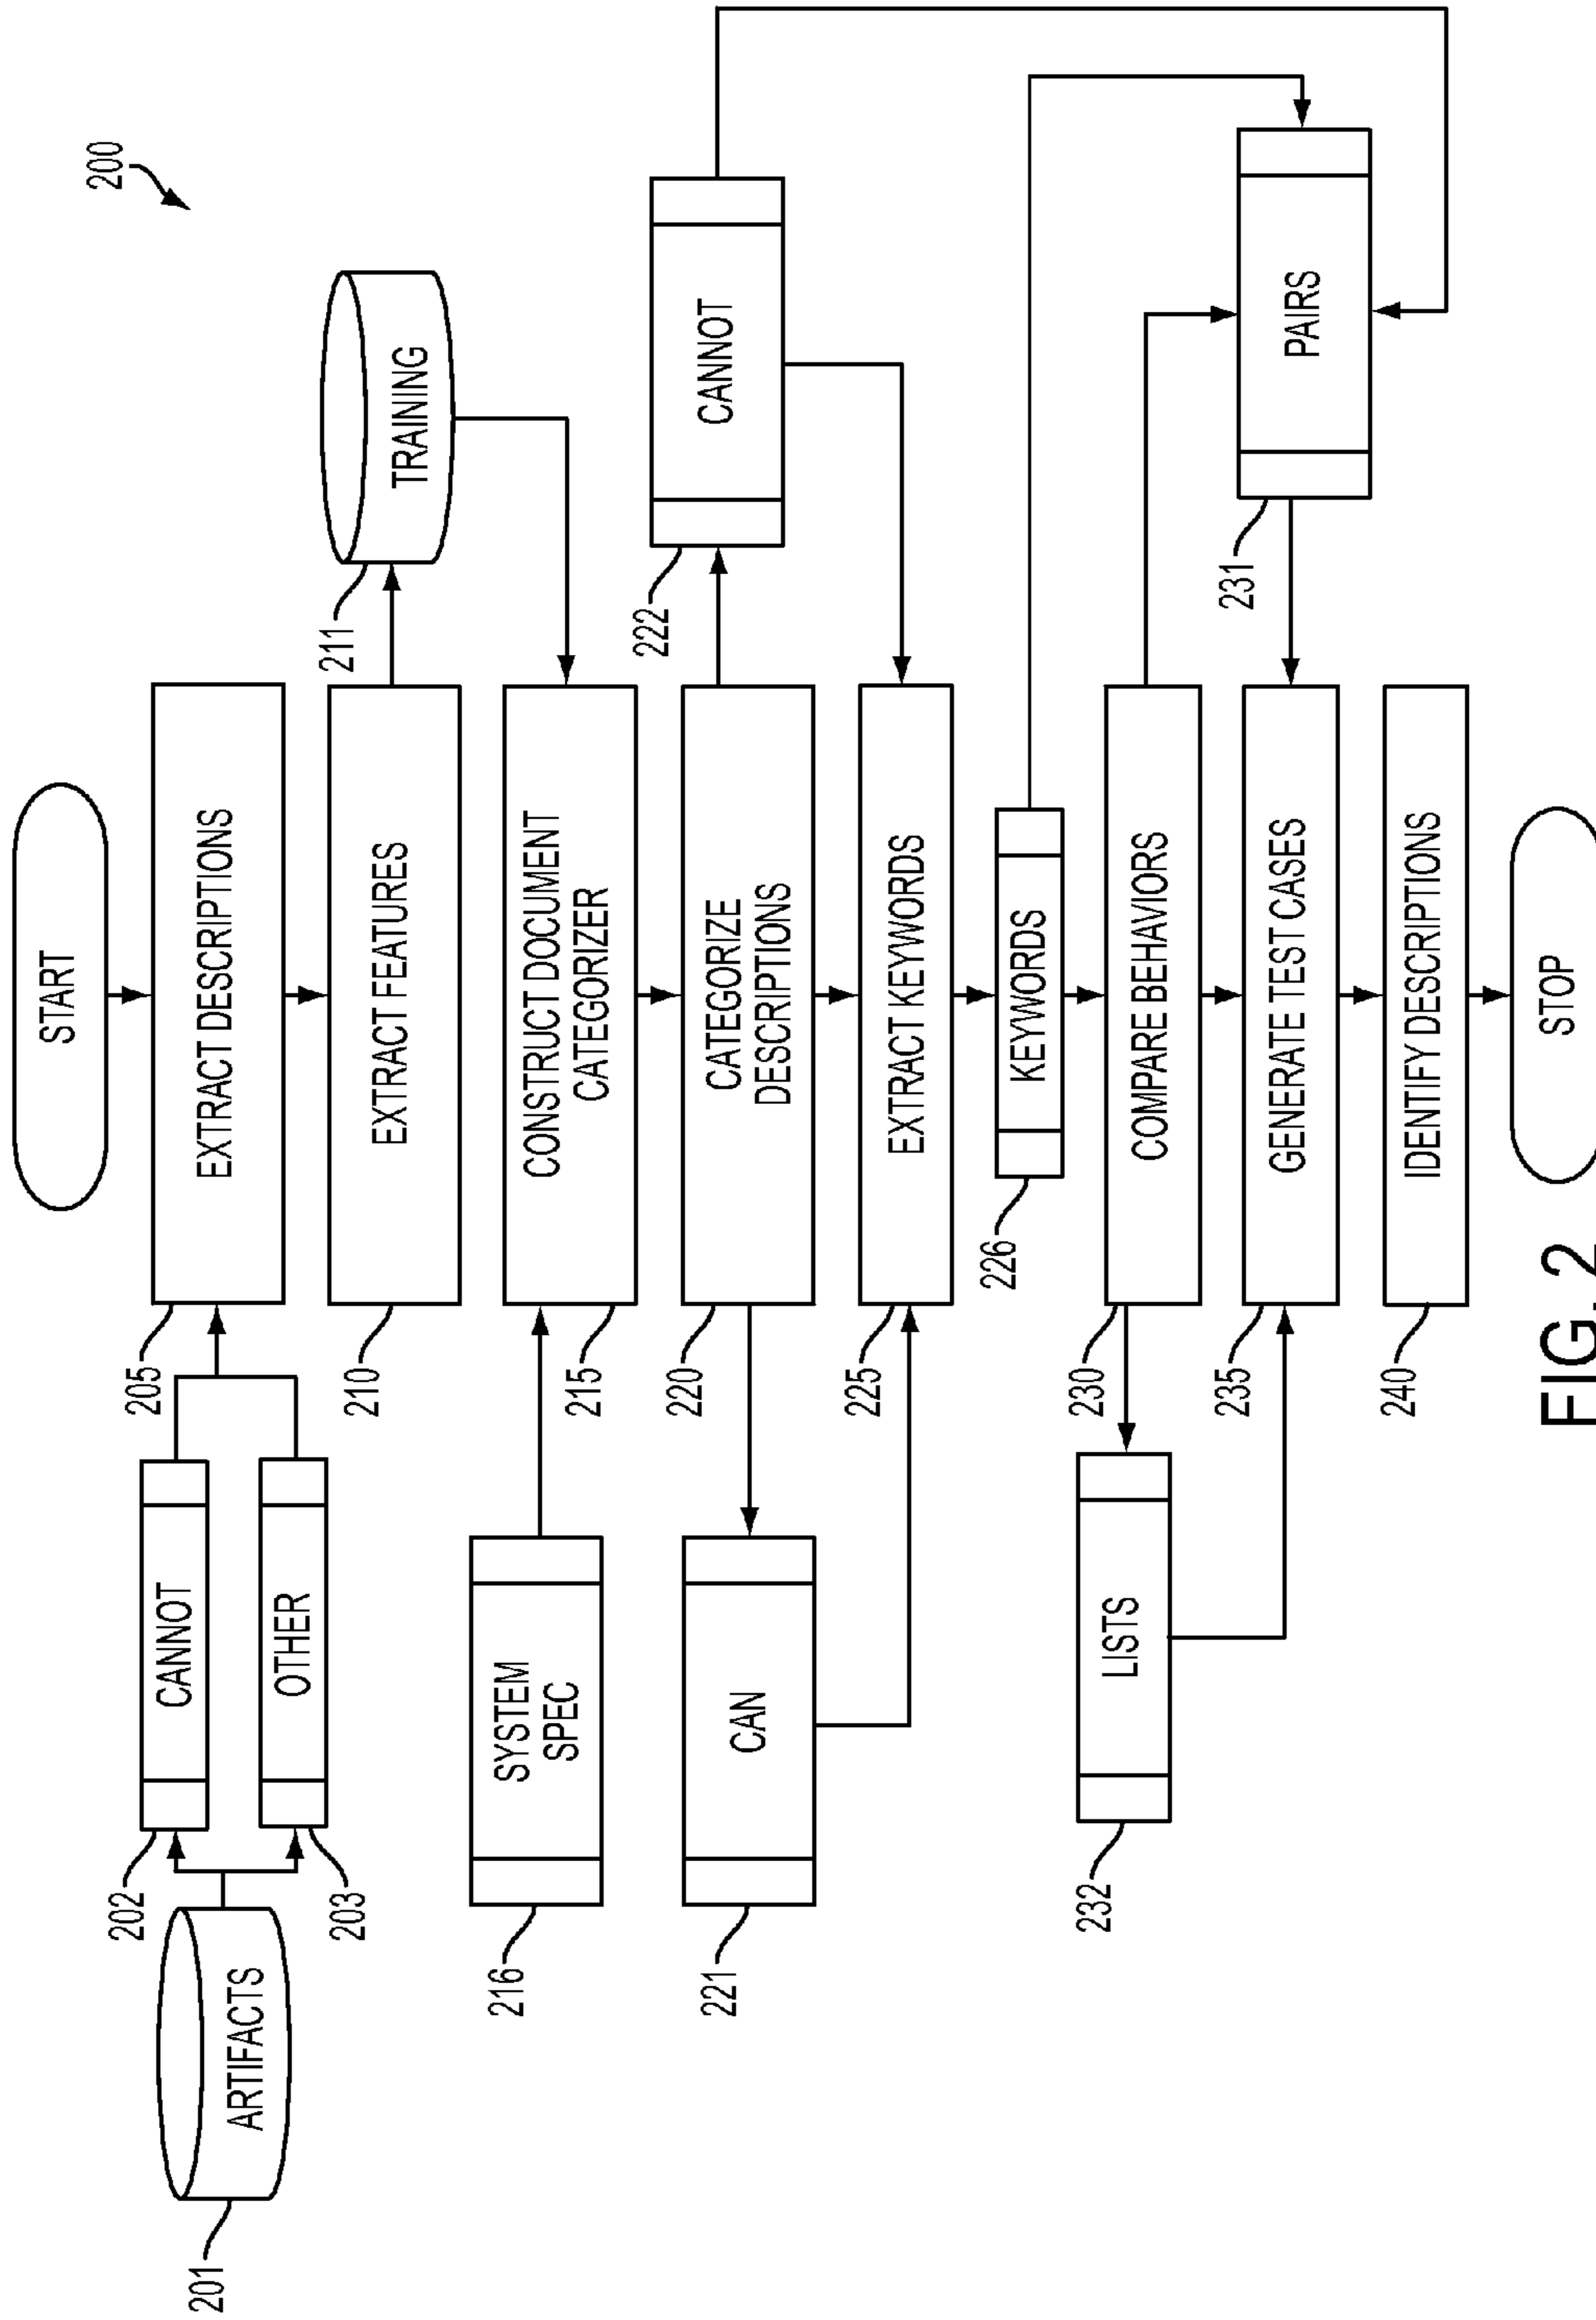 200
START
201
ARTIFACTS
202
CANNOT
203
OTHER
205
EXTRACT DESCRIPTIONS
210
EXTRACT FEATURES
211
TRAINING
216
SYSTEM
SPEC
215
CONSTRUCT DOCUMENT
CATEGORIZER
221
CAN
220
CATEGORIZE
DESCRIPTIONS
222
CANNOT
225
EXTRACT KEYWORDS
226
KEYWORDS
232
LISTS
230
COMPARE BEHAVIORS
231
PAIRS
235
GENERATE TEST CASES
240
IDENTIFY DESCRIPTIONS
STOP
FIG. 2